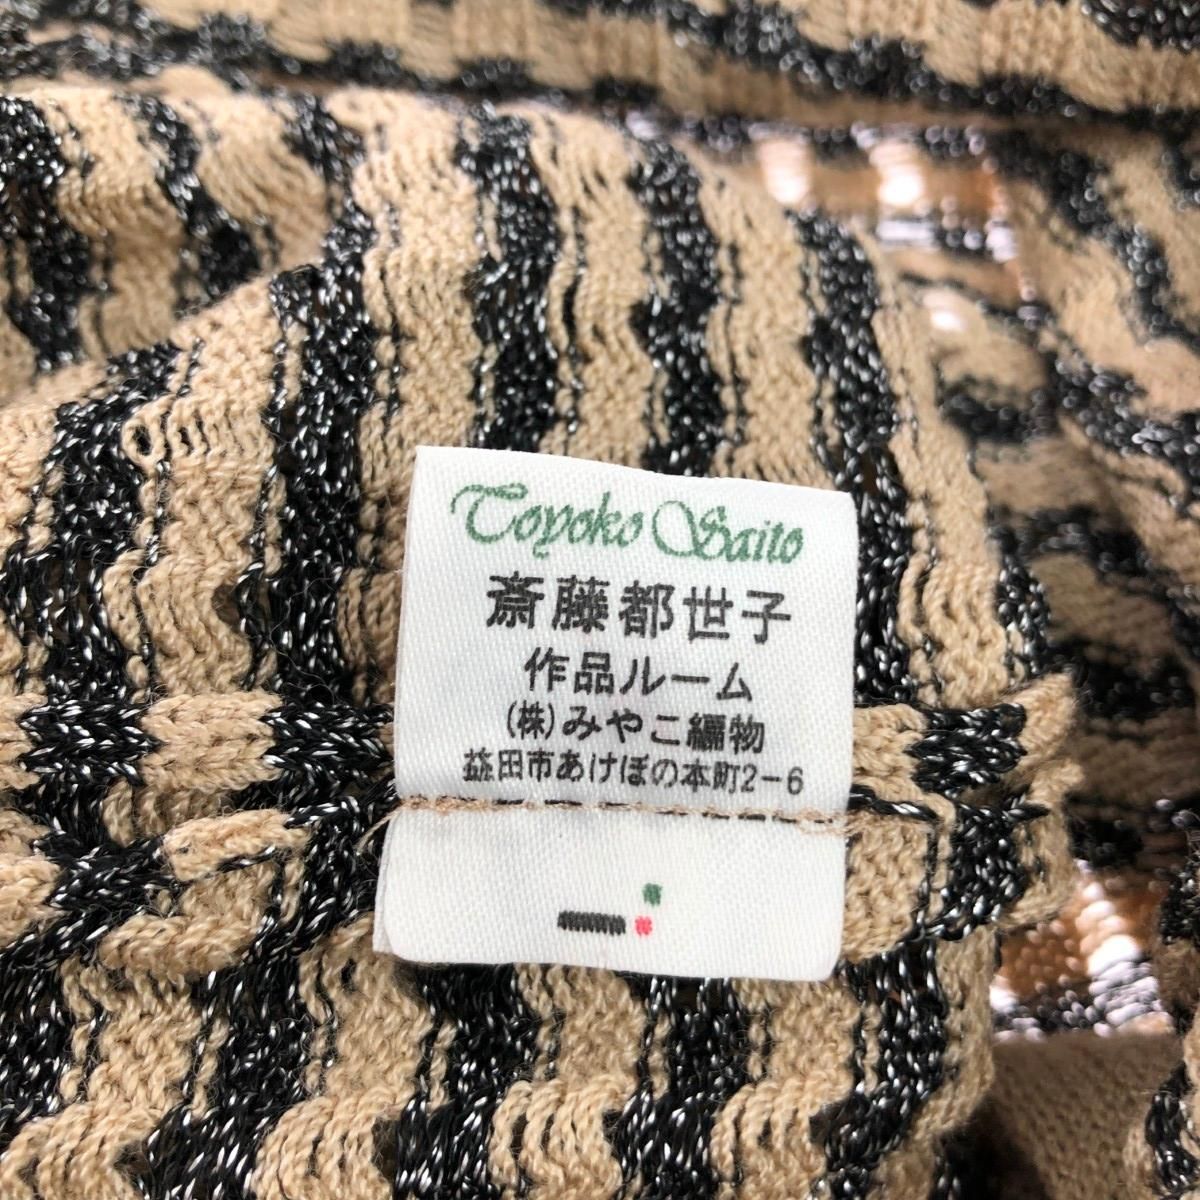 Toyoko Saito
斎藤都世子
作品ルーム
(株)みやこ編物
益田市あけぼの本町2-6